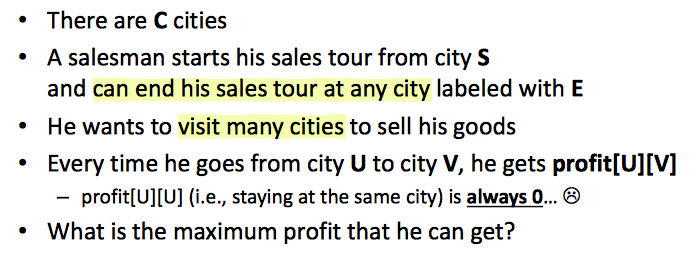 • There are C cities
• A salesman starts his sales tour from city S
and can end his sales tour at any city labeled with E
• He wants to visit many cities to sell his goods
• Every time he goes from city U to city V, he gets profit[U][V]
– profit[U][U] (i.e., staying at the same city) is always 0... ☹
• What is the maximum profit that he can get?